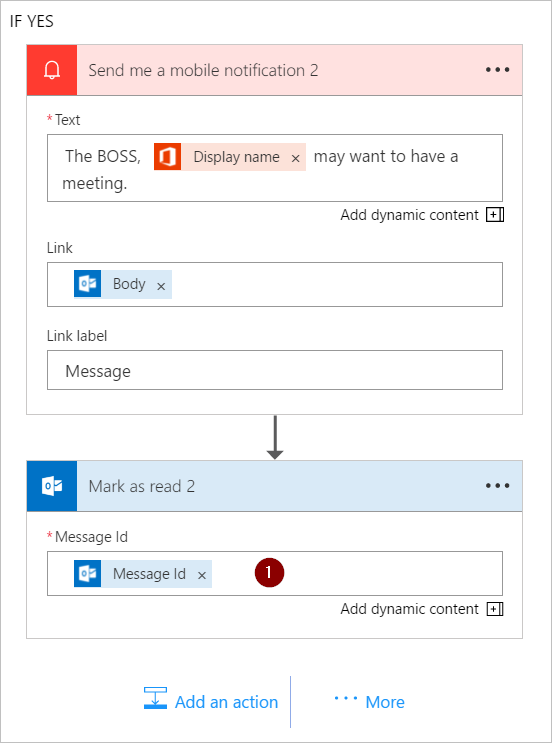 IF YES
Send me a mobile notification 2
* Text
The BOSS, Display name × may want to have a
meeting.
Add dynamic content
Link
Body ×
Link label
Message
Mark as read 2
* Message Id
Message Id × 1
Add dynamic content
Add an action
More